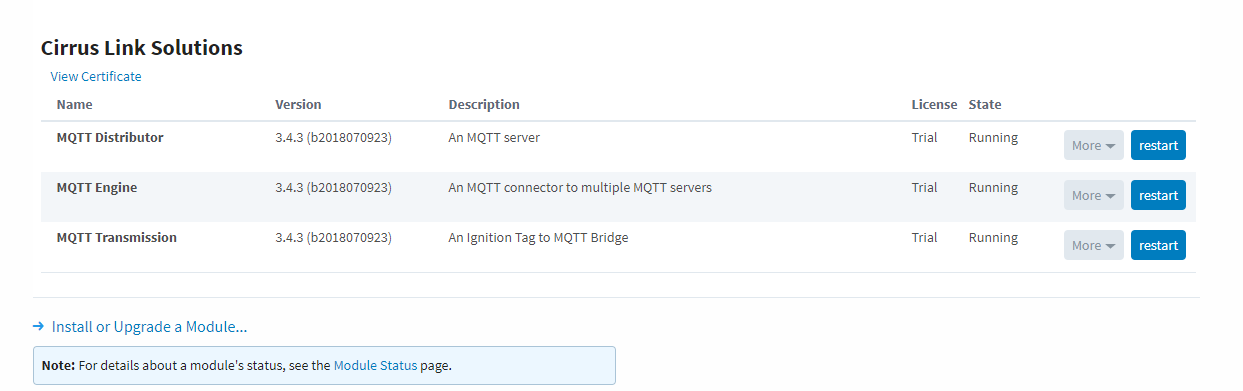 Cirrus Link Solutions
View Certificate
Name Version Description License State
MQTT Distributor 3.4.3 (b2018070923) An MQTT server Trial Running More restart
MQTT Engine 3.4.3 (b2018070923) An MQTT connector to multiple MQTT servers Trial Running More restart
MQTT Transmission 3.4.3 (b2018070923) An Ignition Tag to MQTT Bridge Trial Running More restart
Install or Upgrade a Module...
Note: For details about a module's status, see the Module Status page.